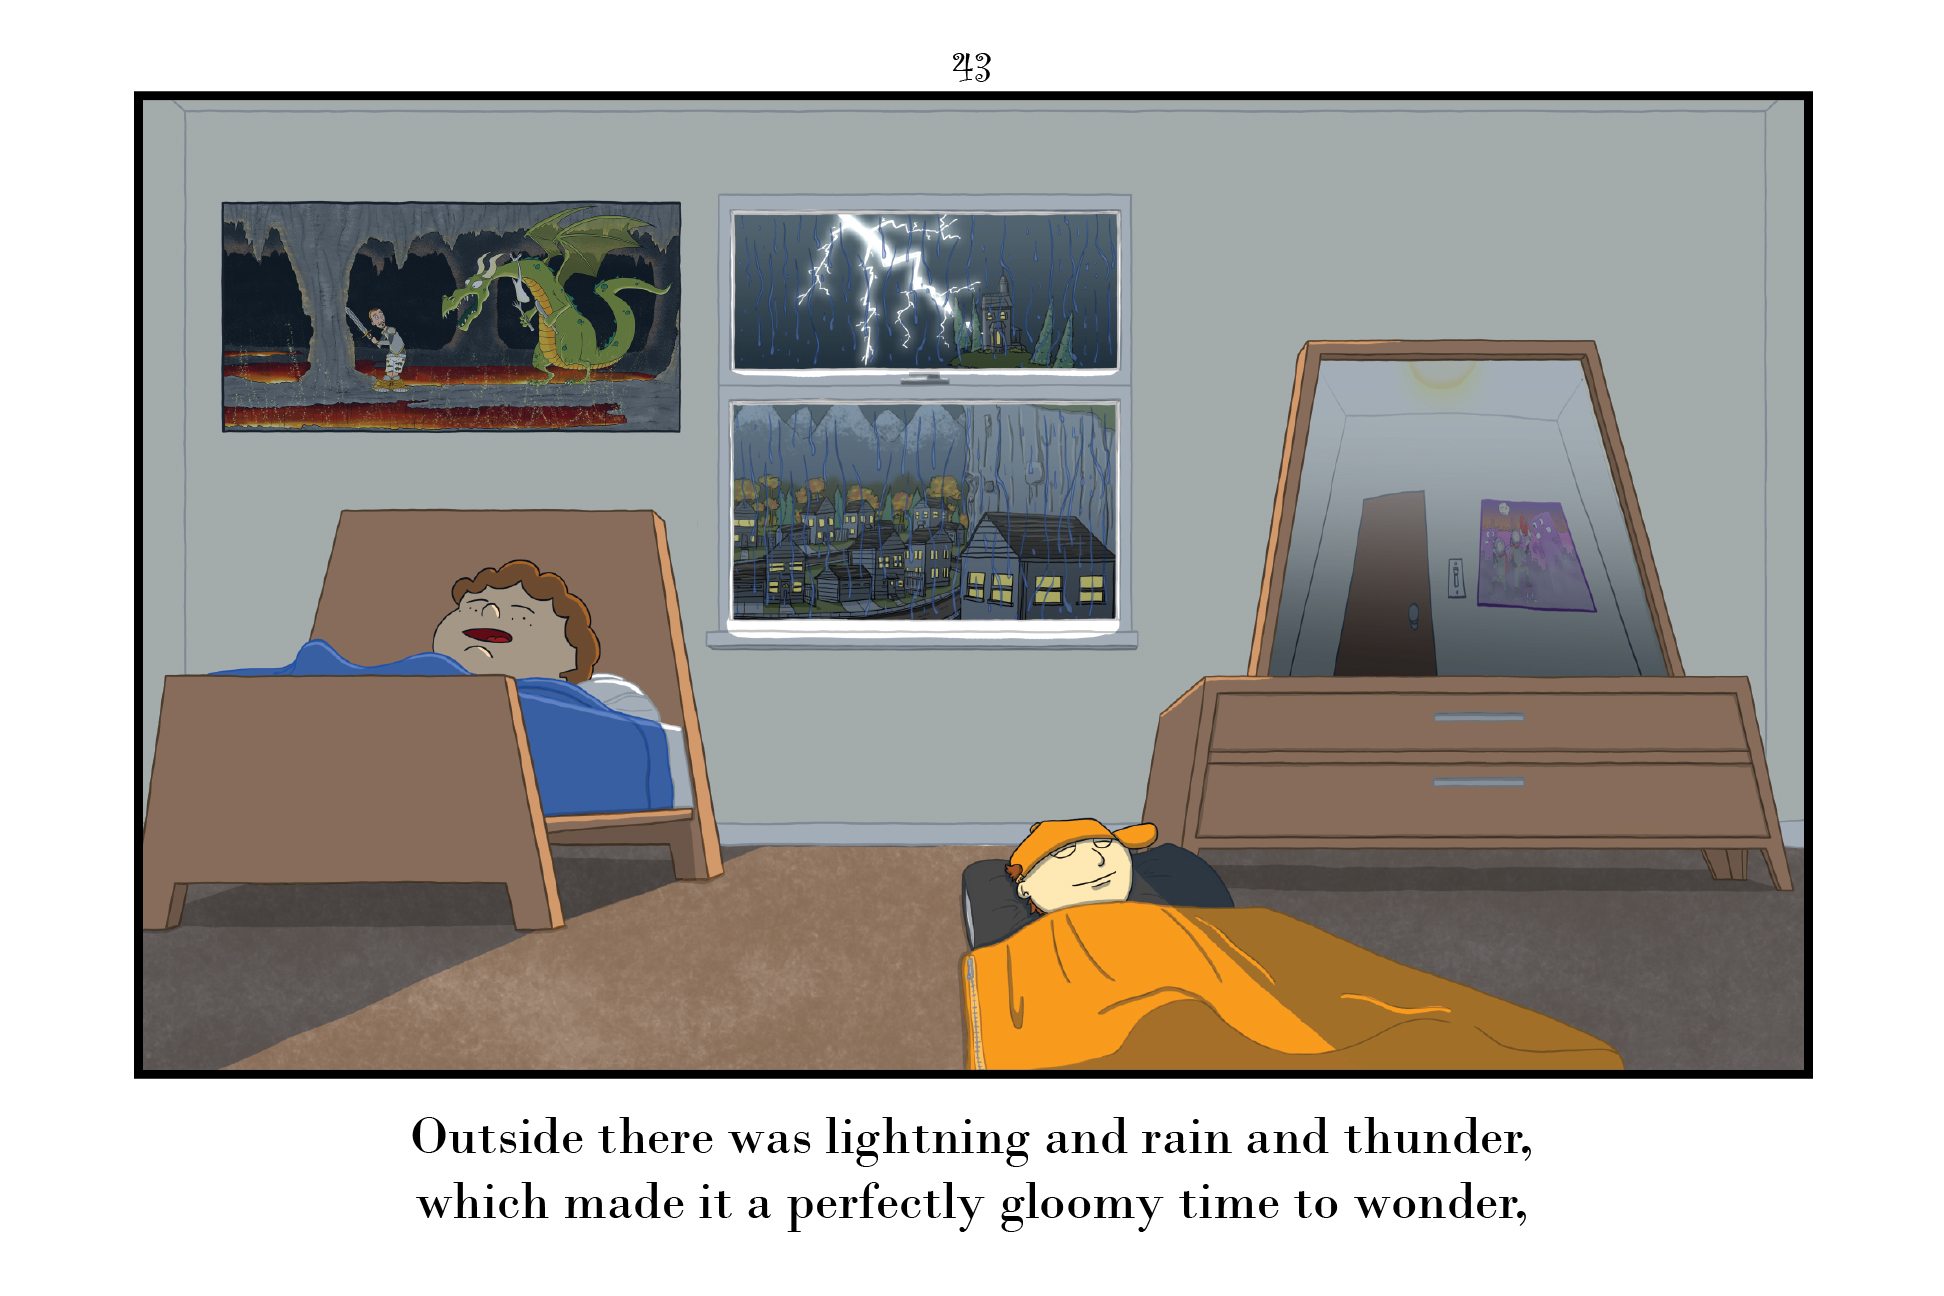 43
Outside there was lightning and rain and thunder,
which made it a perfectly gloomy time to wonder,